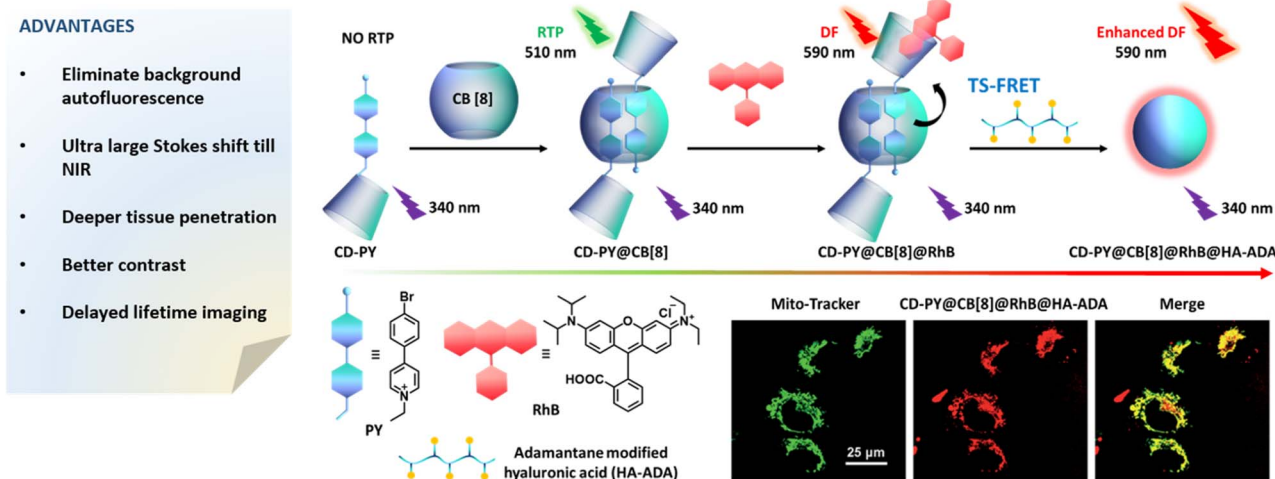 ADVANTAGES
• Eliminate background
autofluorescence
• Ultra large Stokes shift till
NIR
• Deeper tissue penetration
• Better contrast
• Delayed lifetime imaging
NO RTP
340 nm
CD-PY
CB [8]
RTP
510 nm
340 nm
CD-PY@CB[8]
DF
590 nm
340 nm
CD-PY@CB[8]@RhB
TS-FRET
Enhanced DF
590 nm
340 nm
CD-PY@CB[8]@RhB@HA-ADA
≡
Br
N+
PY
≡
N
O
Cl−
N+
HOOC
RhB
Adamantane modified
hyaluronic acid (HA-ADA)
Mito-Tracker
CD-PY@CB[8]@RhB@HA-ADA
Merge
25 μm